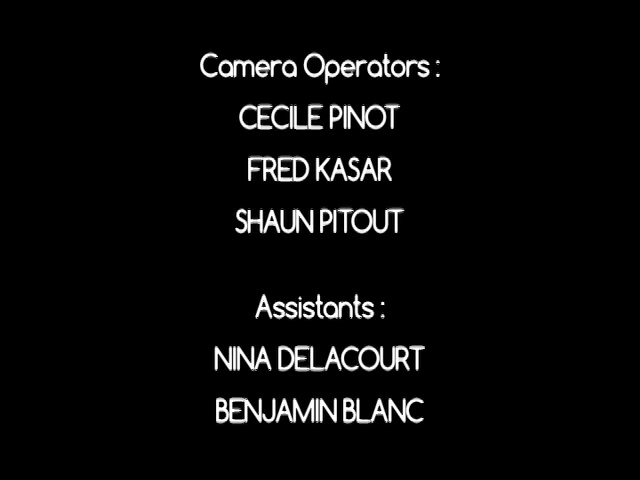 Camera Operators :
CECILE PINOT
FRED KASAR
SHAUN PITOUT
Assistants :
NINA DELACOURT
BENJAMIN BLANC